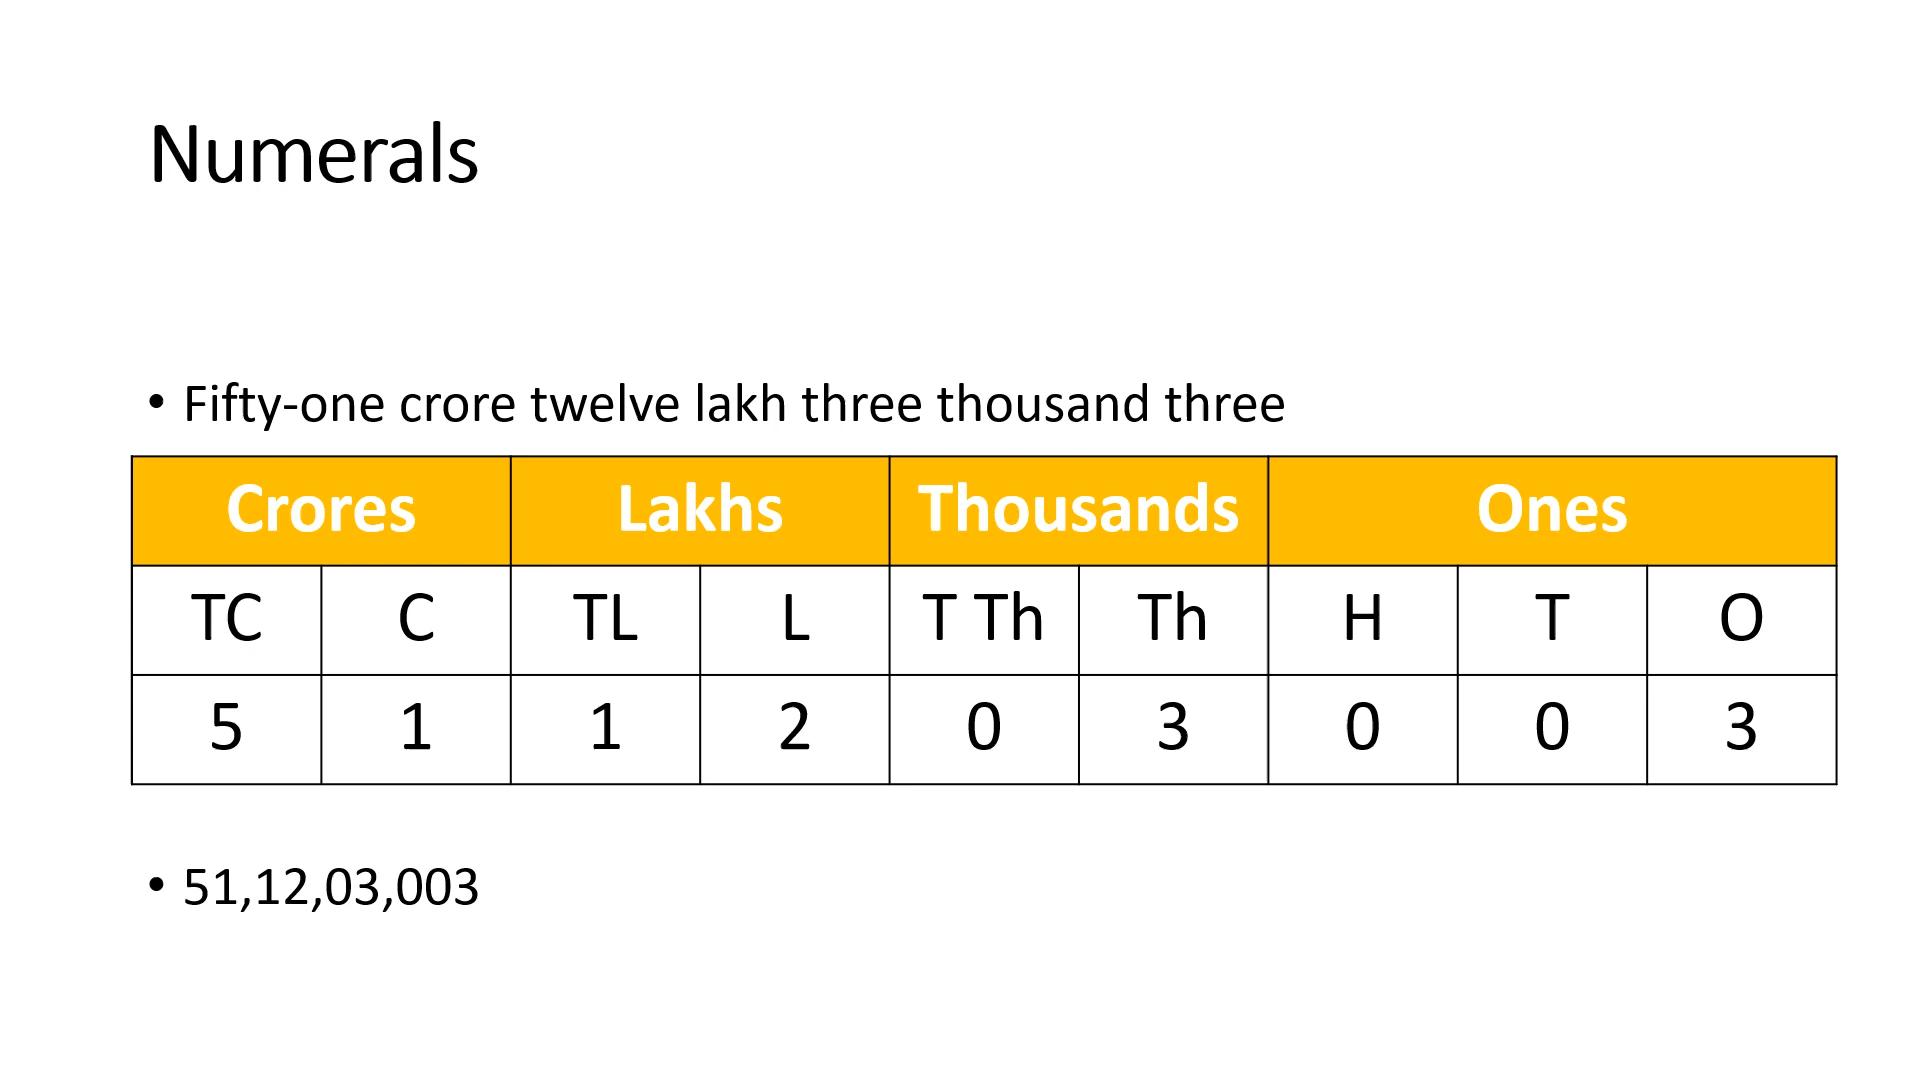 Numerals
• Fifty-one crore twelve lakh three thousand three
Crores Lakhs Thousands Ones
TC C TL L T Th Th H T O
5 1 1 2 0 3 0 0 3
• 51,12,03,003